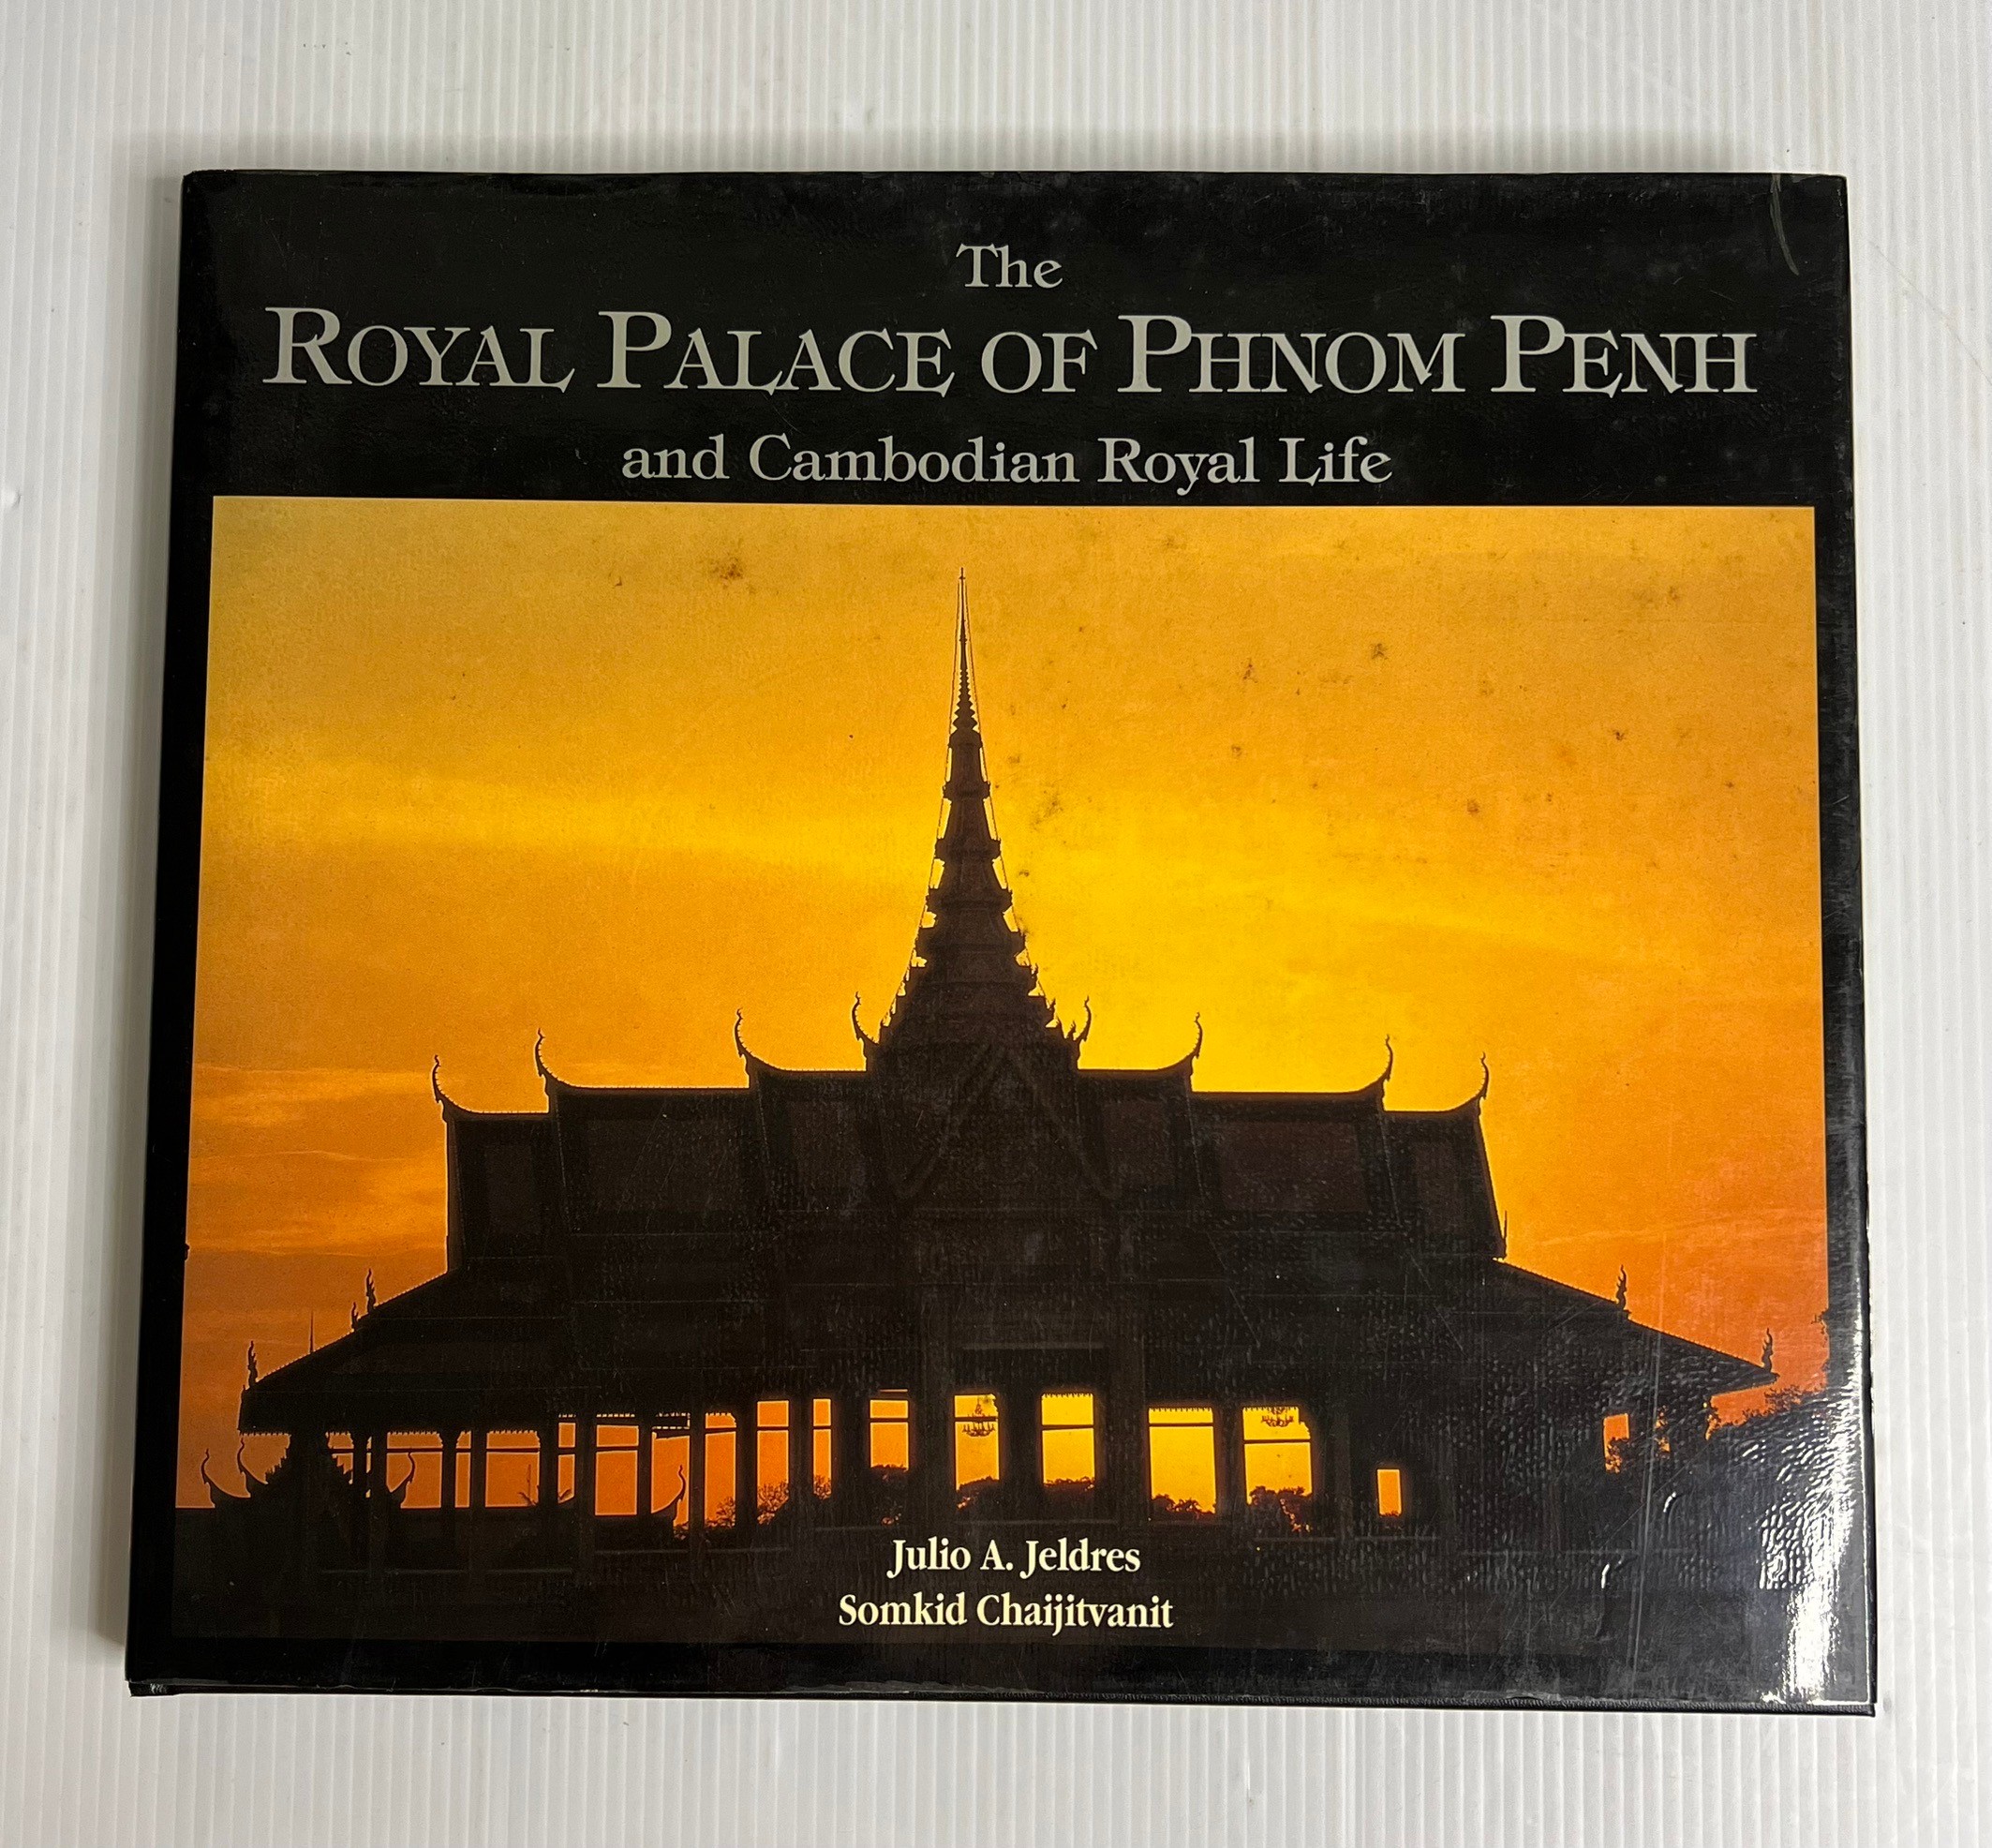 The
ROYAL PALACE OF PHNOM PENH
and Cambodian Royal Life
Julio A. Jeldres
Somkid Chaijitvanit